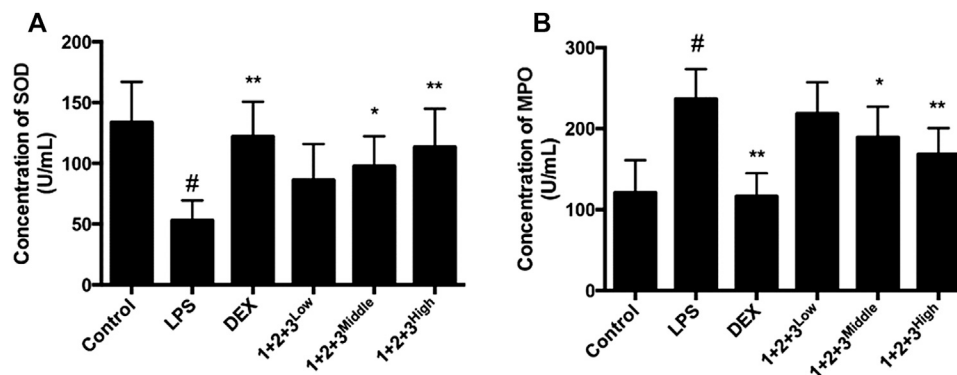 A
Concentration of SOD
(U/mL)
200
150
100
50
0
#
**
*
**
Control
LPS
DEX
1+2+3Low
1+2+3Middle
1+2+3High
B
Concentration of MPO
(U/mL)
300
200
100
0
#
**
*
**
Control
LPS
DEX
1+2+3Low
1+2+3Middle
1+2+3High